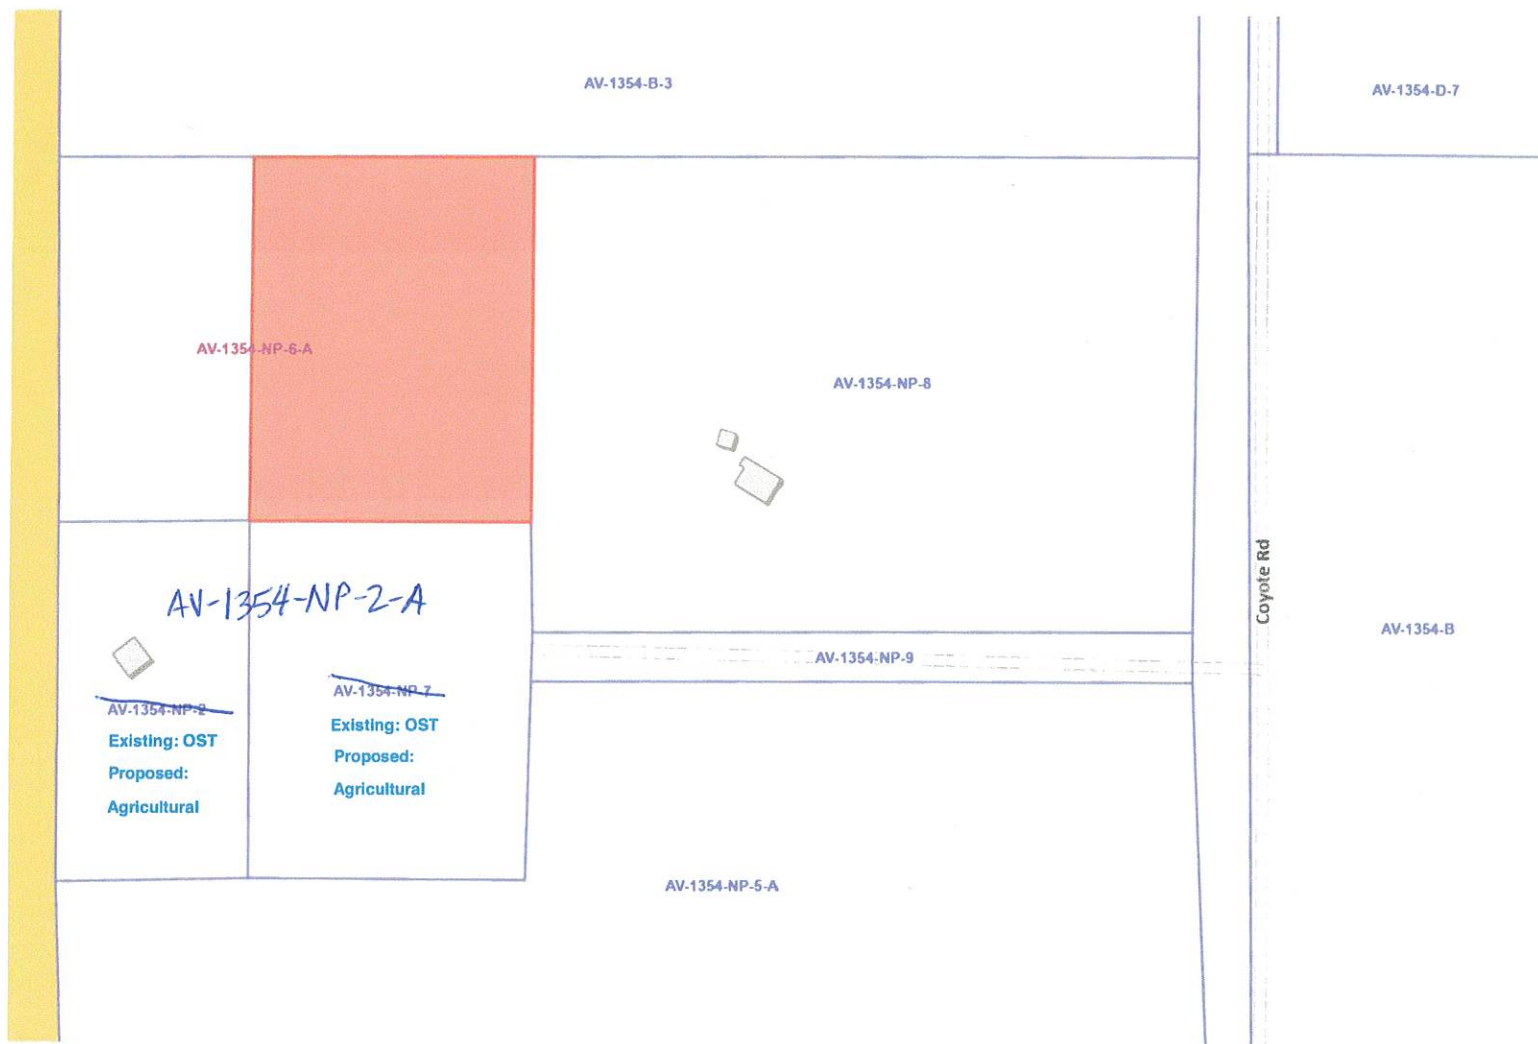 AV-1354-B-3
AV-1354-D-7
AV-1354-NP-6-A
AV-1354-NP-8
AV-1354-NP-2-A
Coyote Rd
AV-1354-B
AV-1354-NP-9
AV-1354-NP-2
Existing: OST
Proposed:
Agricultural
AV-1354-NP-7
Existing: OST
Proposed:
Agricultural
AV-1354-NP-5-A